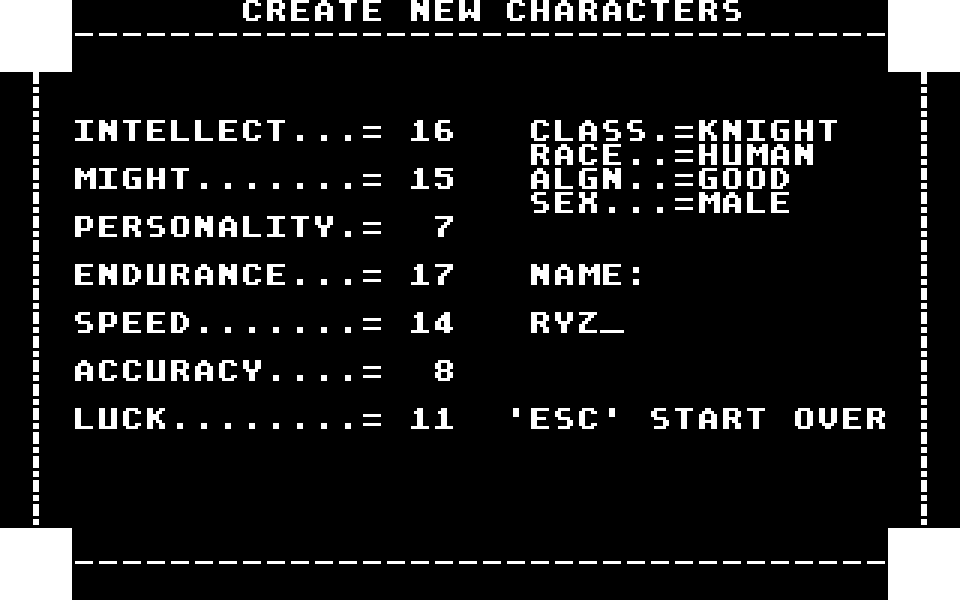 CREATE NEW CHARACTERS
INTELLECT...= 16
MIGHT.......= 15
PERSONALITY.= 7
ENDURANCE...= 17
SPEED.......= 14
ACCURACY....= 8
LUCK........= 11
CLASS.=KNIGHT
RACE..=HUMAN
ALGN..=GOOD
SEX...=MALE
NAME:
RYZ_
'ESC' START OVER